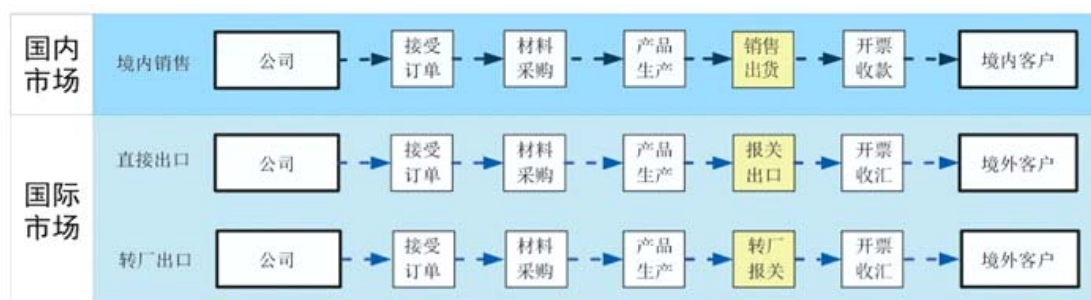 国内
市场
境内销售
公司
接受
订单
材料
采购
产品
生产
销售
出货
开票
收款
境内客户
国际
市场
直接出口
公司
接受
订单
材料
采购
产品
生产
报关
出口
开票
收汇
境外客户
转厂出口
公司
接受
订单
材料
采购
产品
生产
转厂
报关
开票
收汇
境外客户